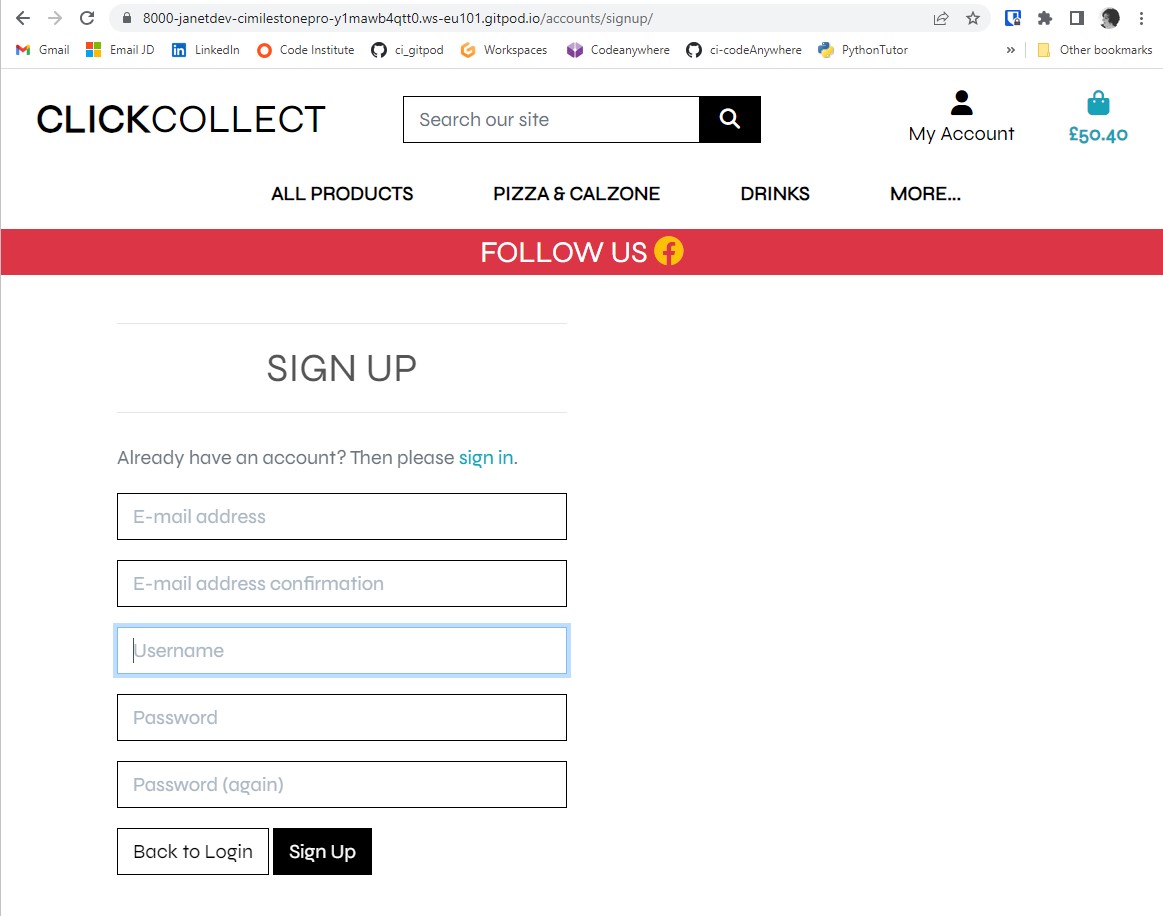 8000-janetdev-cimilestonepro-y1mawb4qtt0.ws-eu101.gitpod.io/accounts/signup/
Gmail Email JD LinkedIn Code Institute ci_gitpod Workspaces Codeanywhere ci-codeAnywhere PythonTutor » Other bookmarks
CLICKCOLLECT
Search our site
My Account
£50.40
ALL PRODUCTS PIZZA & CALZONE DRINKS MORE...
FOLLOW US
SIGN UP
Already have an account? Then please sign in.
E-mail address
E-mail address confirmation
Username
Password
Password (again)
Back to Login Sign Up